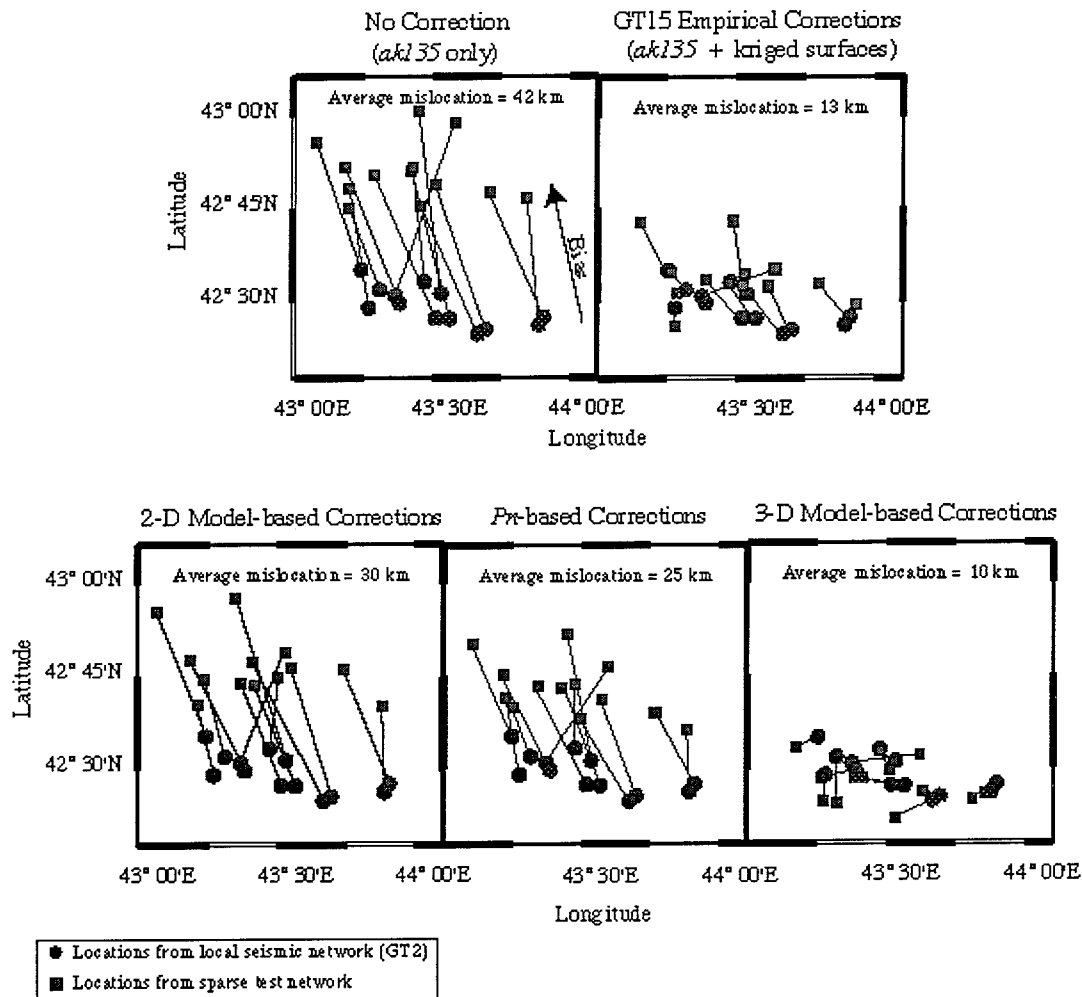 No Correction
(ak135 only)
GT15 Empirical Corrections
(ak135 + kriged surfaces)
Average mislocation = 42 km
Average mislocation = 13 km
43° 00'N
42° 45'N
42° 30'N
Latitude
Bias
43° 00'E
43° 30'E
44° 00'E
43° 30'E
44° 00'E
Longitude
2-D Model-based Corrections
Pn-based Corrections
3-D Model-based Corrections
Average mislocation = 30 km
Average mislocation = 25 km
Average mislocation = 10 km
43° 00'N
42° 45'N
42° 30'N
Latitude
43° 00'E
43° 30'E
44° 00'E
43° 30'E
44° 00'E
43° 30'E
44° 00'E
Longitude
Locations from local seismic network (GT2)
Locations from sparse test network